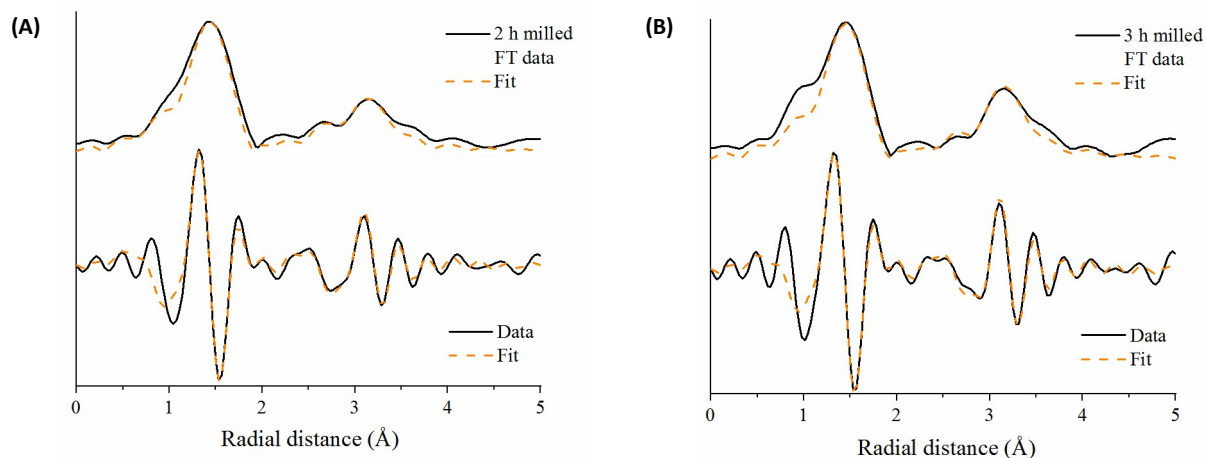 (A)
2 h milled
FT data
Fit
Data
Fit
0 1 2 3 4 5
Radial distance (Å)
(B)
3 h milled
FT data
Fit
Data
Fit
0 1 2 3 4 5
Radial distance (Å)